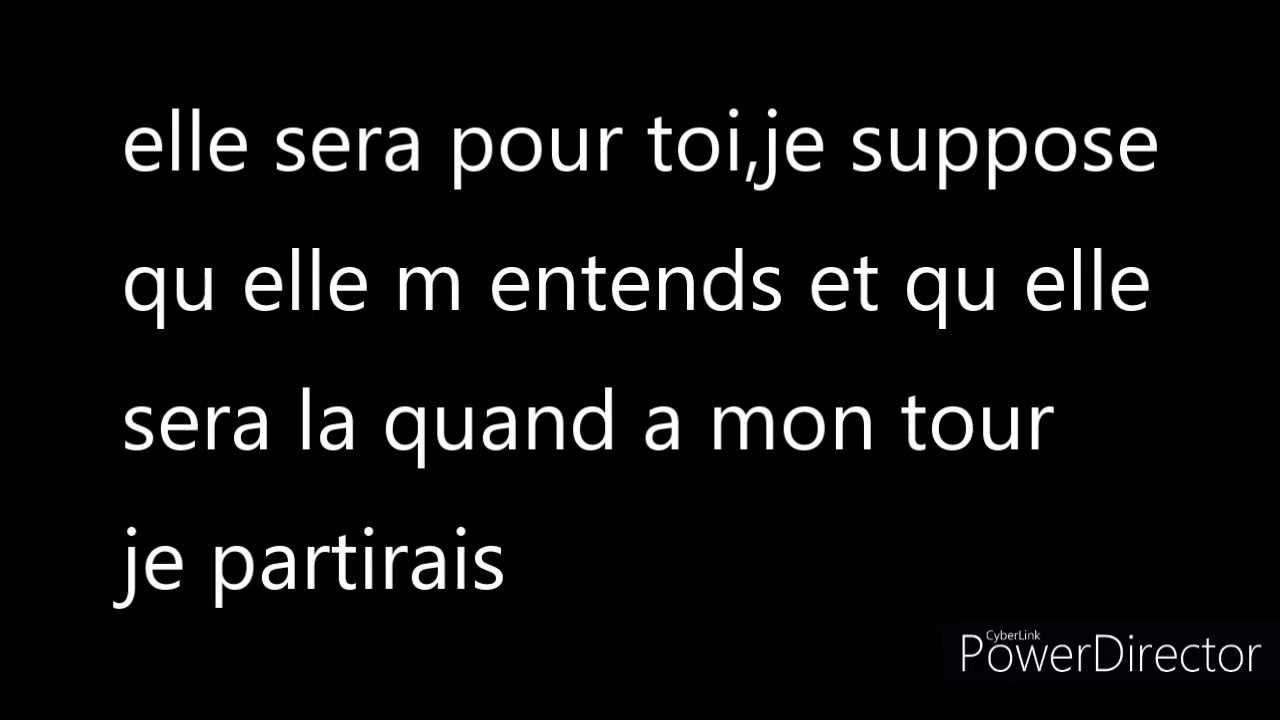 elle sera pour toi,je suppose
qu elle m entends et qu elle
sera la quand a mon tour
je partirais
CyberLink
PowerDirector